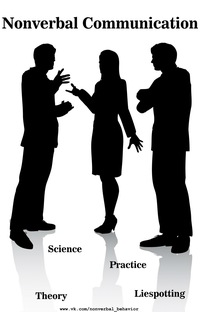 Nonverbal Communication
Science
Practice
Theory
Liespotting
www.vk.com/nonverbal_behavior